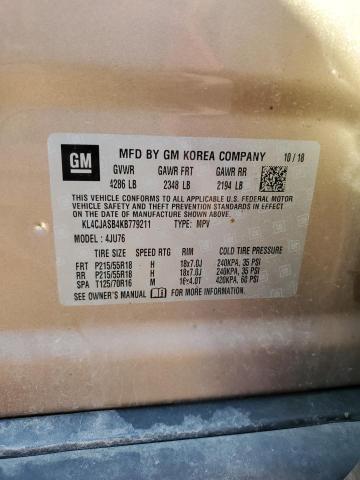 GM
MFD BY GM KOREA COMPANY 10/18
GVWR GAWR FRT GAWR RR
4286 LB 2348 LB 2194 LB
THIS VEHICLE CONFORMS TO ALL APPLICABLE U.S. FEDERAL MOTOR
VEHICLE SAFETY AND THEFT PREVENTION STANDARDS IN EFFECT ON
THE DATE OF MANUFACTURE SHOWN ABOVE.
KL4CJASB4KB779211 TYPE: MPV
MODEL: 4JU76
TIRE SIZE SPEED RTG RIM COLD TIRE PRESSURE
FRT P215/55R18 H 18x7.0J 240KPA, 35 PSI
RR P215/55R18 H 18x7.0J 240KPA, 35 PSI
SPA T125/70R16 M 16x4.0T 420KPA, 60 PSI
SEE OWNER'S MANUAL FOR MORE INFORMATION.